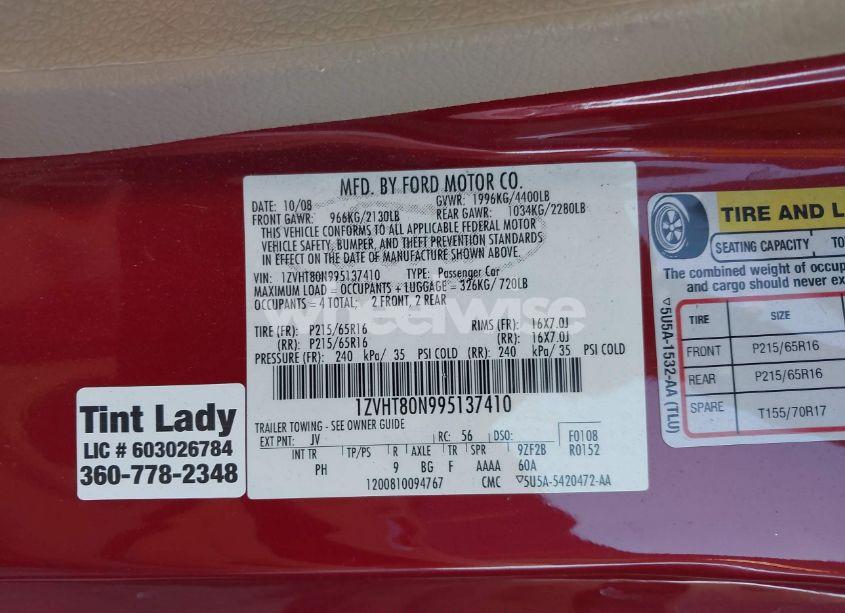 MFD. BY FORD MOTOR CO.
DATE: 10/08 GVWR: 1996KG/4400LB
FRONT GAWR: 966KG/2130LB REAR GAWR: 1034KG/2280LB
THIS VEHICLE CONFORMS TO ALL APPLICABLE FEDERAL MOTOR
VEHICLE SAFETY, BUMPER, AND THEFT PREVENTION STANDARDS
IN EFFECT ON THE DATE OF MANUFACTURE SHOWN ABOVE.
VIN: 1ZVHT80N995137410 TYPE: Passenger Car
MAXIMUM LOAD = OCCUPANTS + LUGGAGE = 326KG/720LB
OCCUPANTS = 4 TOTAL; 2 FRONT, 2 REAR
wheelwise
TIRE (FR): P215/65R16 RIMS (FR): 16X7.0J
(RR): P215/65R16 (RR): 16X7.0J
PRESSURE (FR): 240 kPa/ 35 PSI COLD (RR): 240 kPa/ 35 PSI COLD
1ZVHT80N995137410
TRAILER TOWING - SEE OWNER GUIDE
EXT PNT: JV RC: 56 DSO: F0108
INT TR TP/PS R AXLE TR SPR 9ZF2B R0152
PH 9 BG F AAAA 60A
1200810094767 CMC ▽5U5A-5420472-AA
Tint Lady
LIC # 603026784
360-778-2348
TIRE AND L
SEATING CAPACITY TO
The combined weight of occup
and cargo should never ex
TIRE SIZE
FRONT P215/65R16
REAR P215/65R16
SPARE T155/70R17
▽5U5A-1532-AA (TLU)